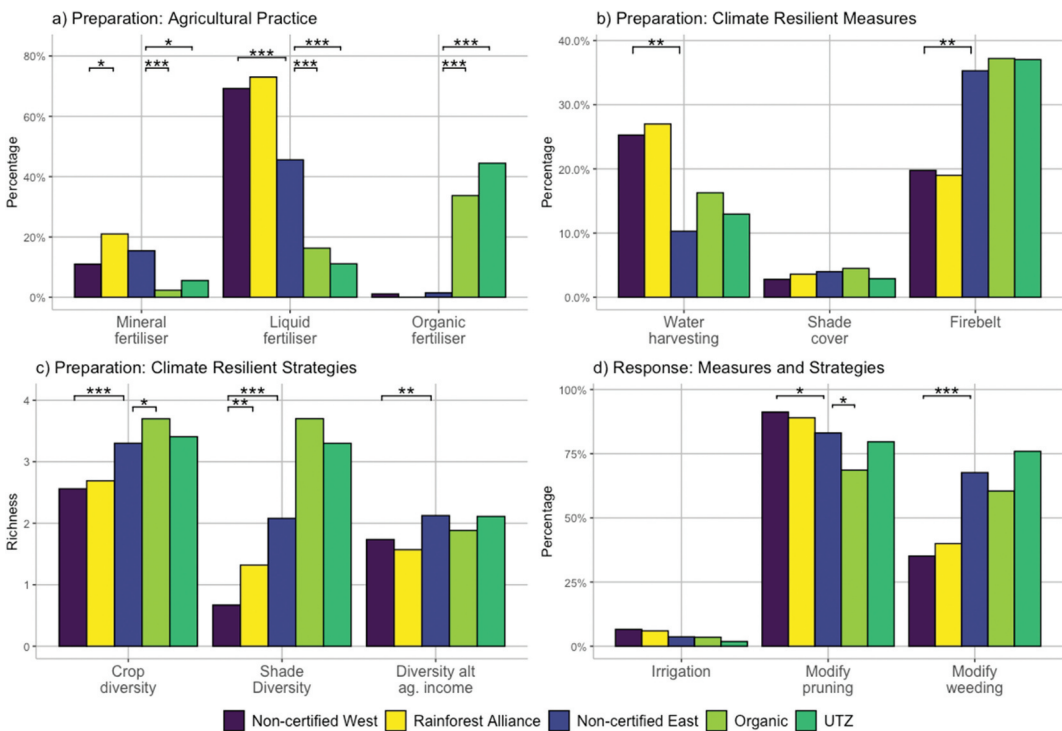 a) Preparation: Agricultural Practice
80%
60%
40%
20%
0%
Percentage
*
***
*
***
***
***
***
***
Mineral
fertiliser
Liquid
fertiliser
Organic
fertiliser
b) Preparation: Climate Resilient Measures
40.0%
30.0%
20.0%
10.0%
0.0%
Percentage
**
**
Water
harvesting
Shade
cover
Firebelt
c) Preparation: Climate Resilient Strategies
4
3
2
1
0
Richness
***
*
***
**
**
Crop
diversity
Shade
Diversity
Diversity alt
ag. income
d) Response: Measures and Strategies
100%
75%
50%
25%
0%
Percentage
*
*
***
Irrigation
Modify
pruning
Modify
weeding
Non-certified West
Rainforest Alliance
Non-certified East
Organic
UTZ